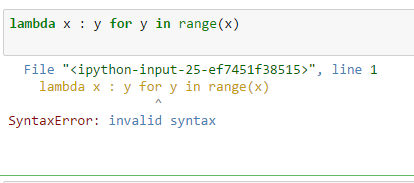 lambda x : y for y in range(x)
File "<ipython-input-25-ef7451f38515>", line 1
lambda x : y for y in range(x)
^
SyntaxError: invalid syntax